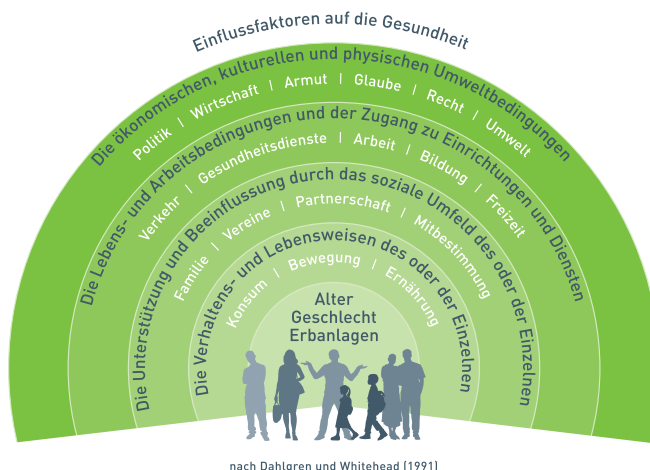 Einflussfaktoren auf die Gesundheit
Die ökonomischen, kulturellen und physischen Umweltbedingungen
Politik | Wirtschaft | Armut | Glaube | Recht | Umwelt
Die Lebens- und Arbeitsbedingungen und der Zugang zu Einrichtungen und Diensten
Verkehr | Gesundheitsdienste | Arbeit | Bildung | Freizeit
Die Unterstützung und Beeinflussung durch das soziale Umfeld des oder der Einzelnen
Familie | Vereine | Partnerschaft | Mitbestimmung
Die Verhaltens- und Lebensweisen des oder der Einzelnen
Konsum | Bewegung | Ernährung
Alter
Geschlecht
Erbanlagen
nach Dahlgren und Whitehead (1991)